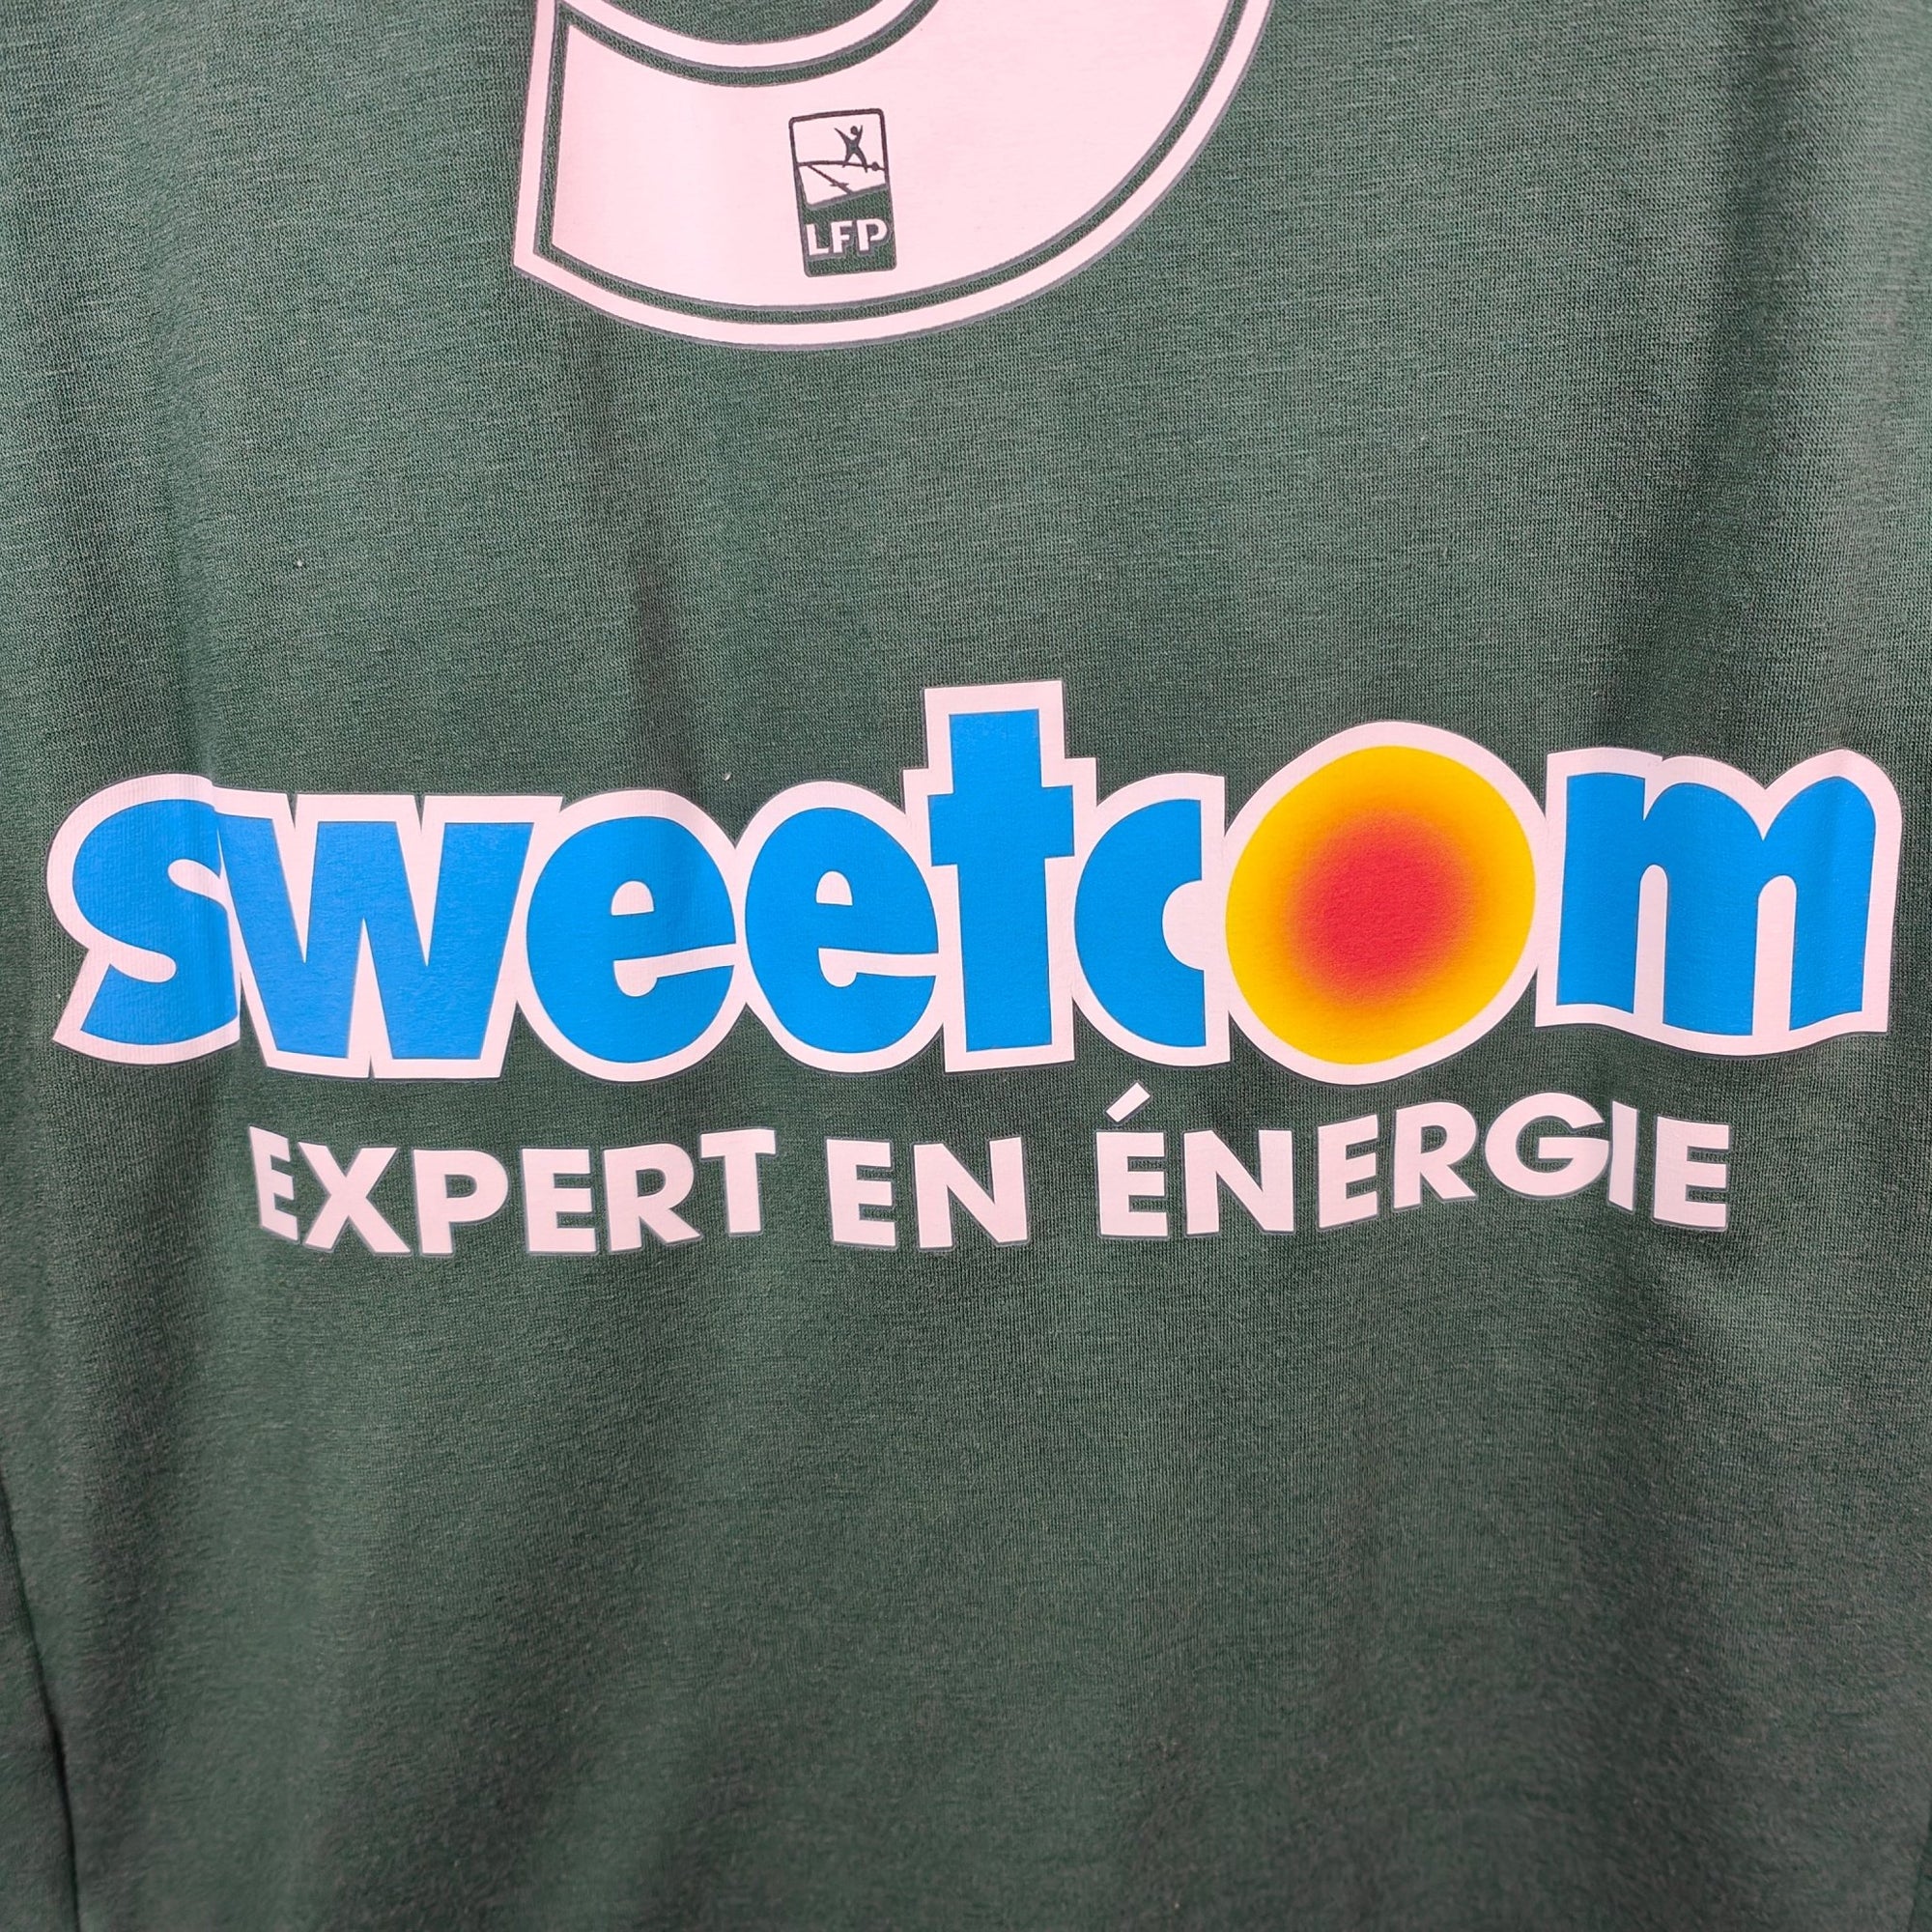 LFP
sweetcom
EXPERT EN ÉNERGIE